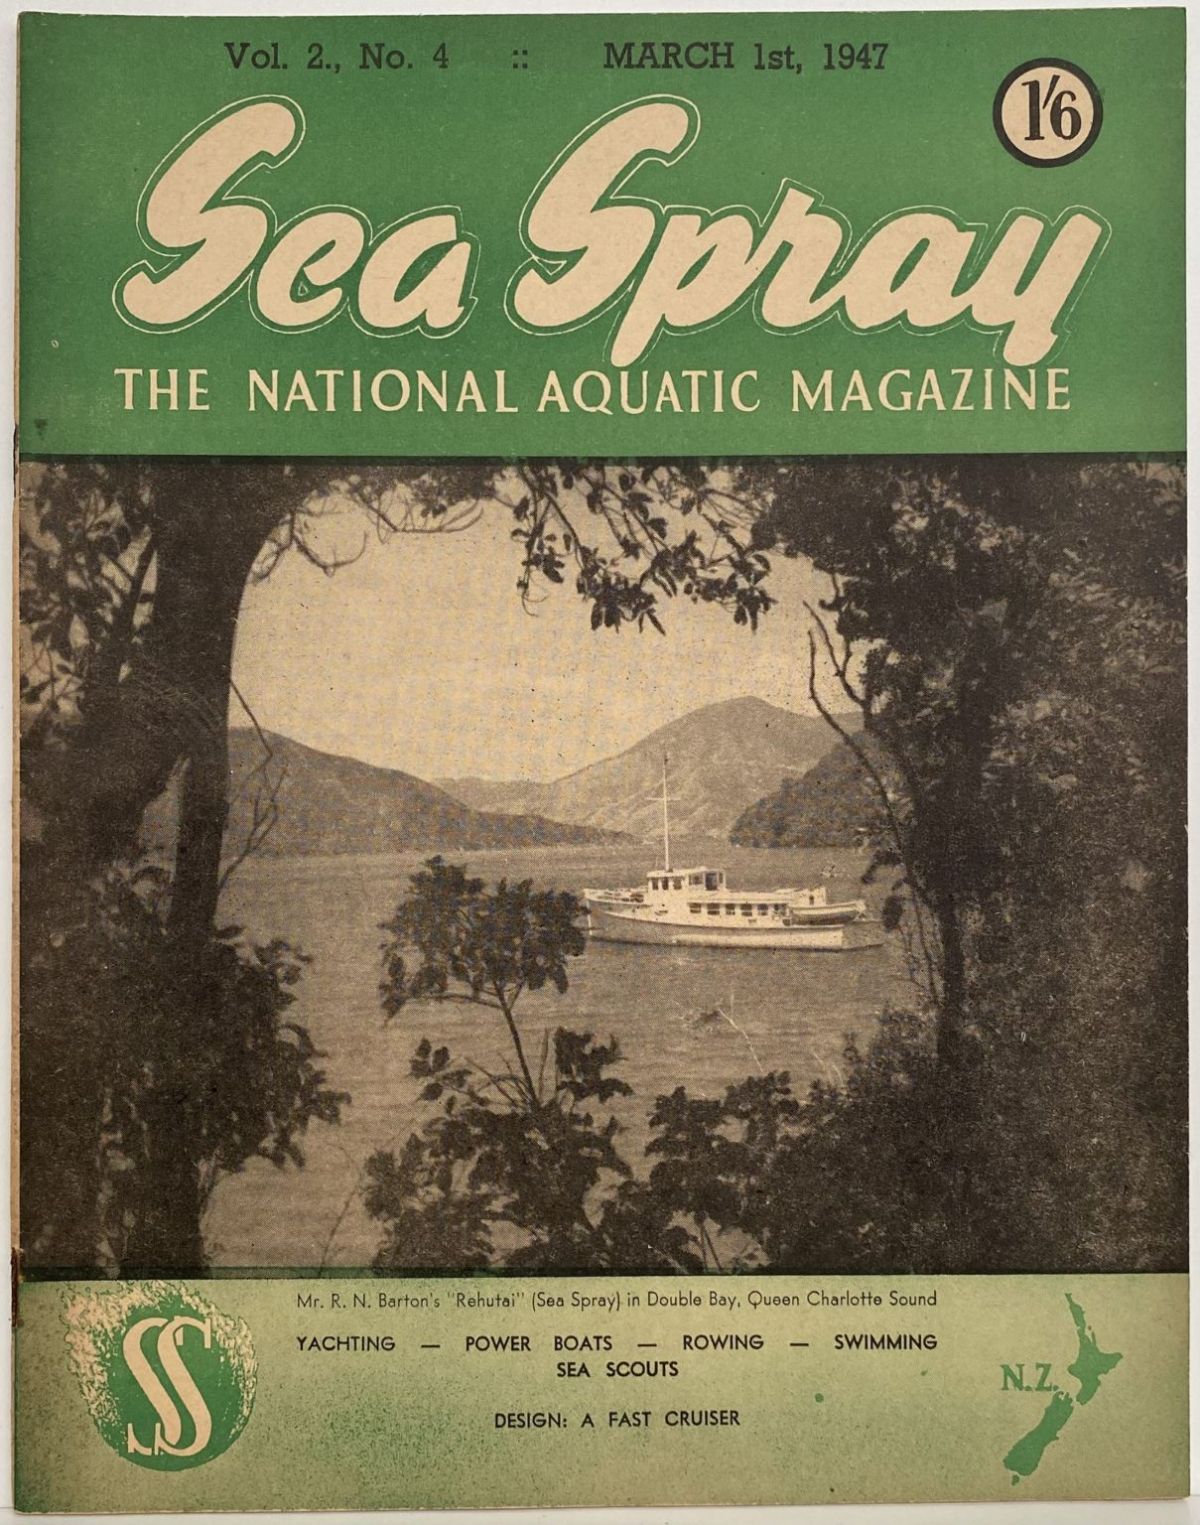 Vol. 2., No. 4 :: MARCH 1st, 1947
1/6
Sea Spray
THE NATIONAL AQUATIC MAGAZINE
Mr. R. N. Barton's "Rehutai" (Sea Spray) in Double Bay, Queen Charlotte Sound
YACHTING — POWER BOATS — ROWING — SWIMMING
SEA SCOUTS
DESIGN: A FAST CRUISER
SS
N.Z.